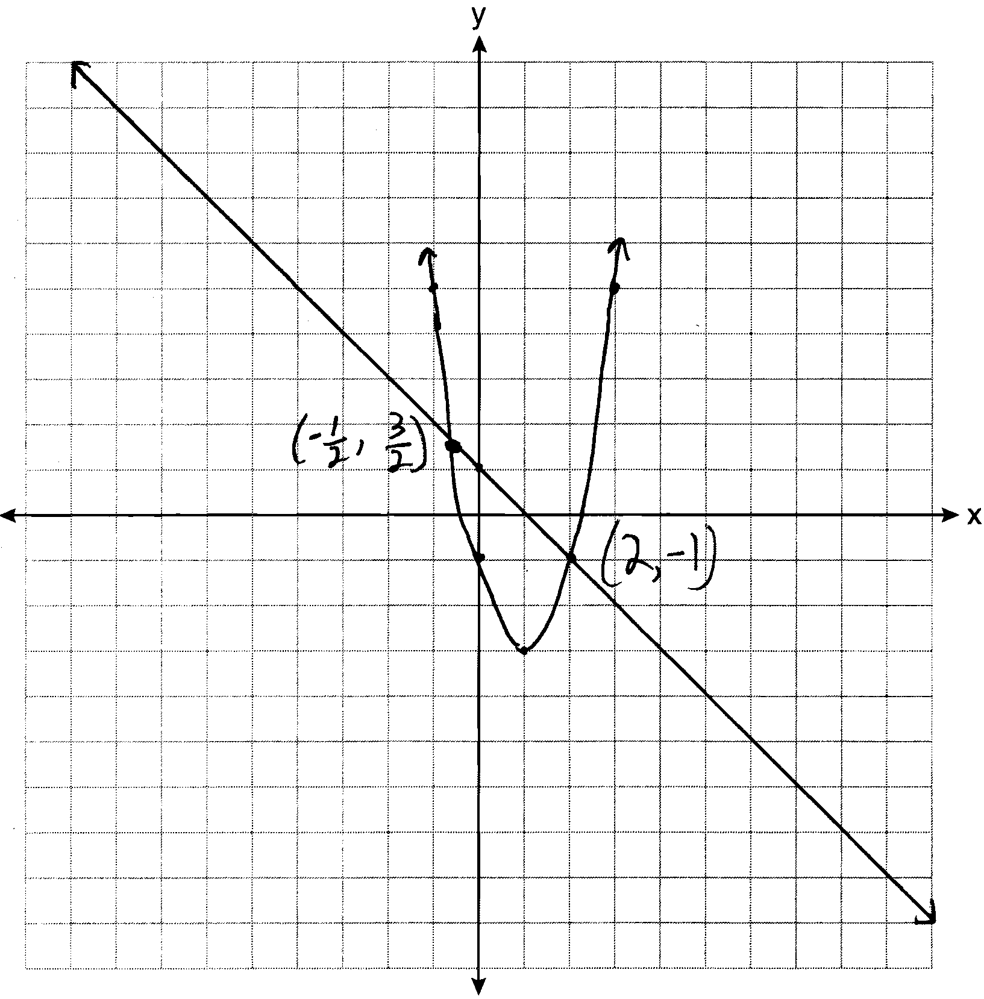 y
(-1/2, 3/2)
x
(2, -1)